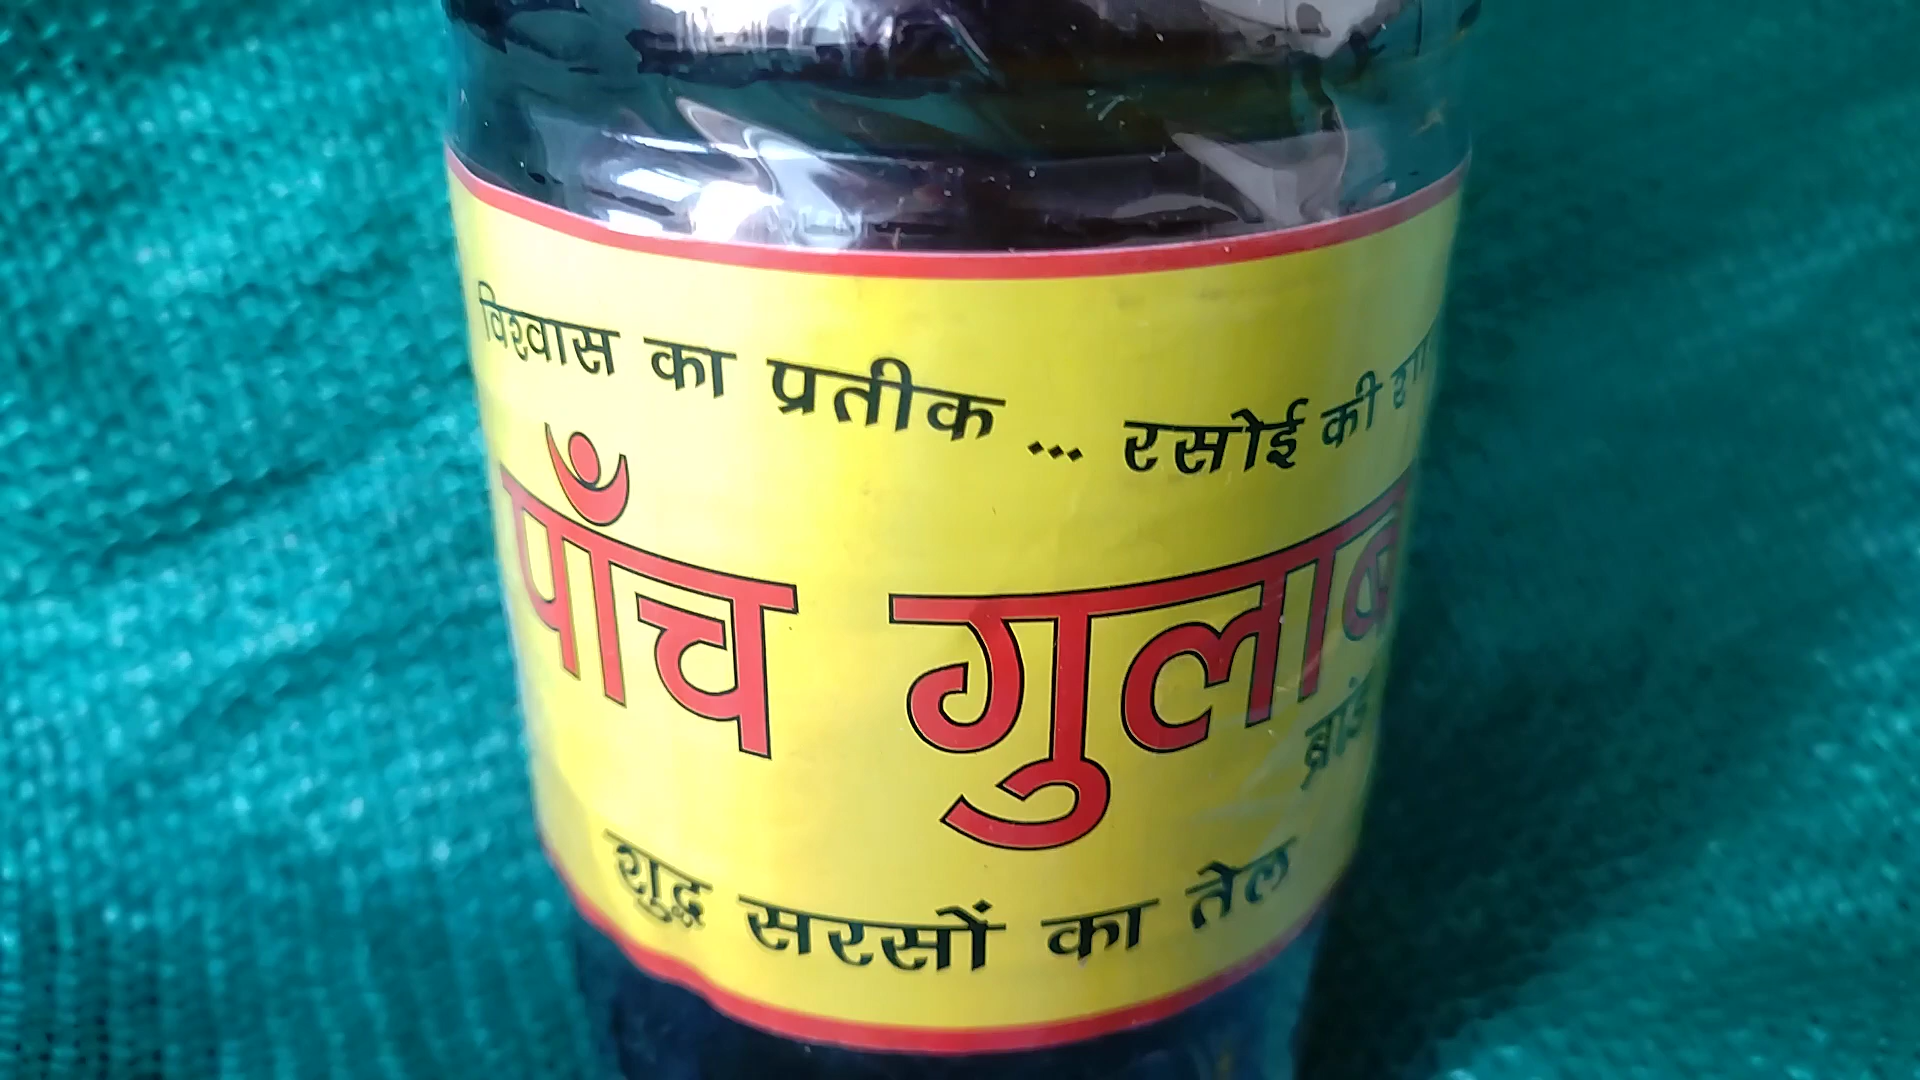 विश्वास का प्रतीक ... रसोई की
पाँच गुलाब
ब्रांड
शुद्ध सरसों का तेल